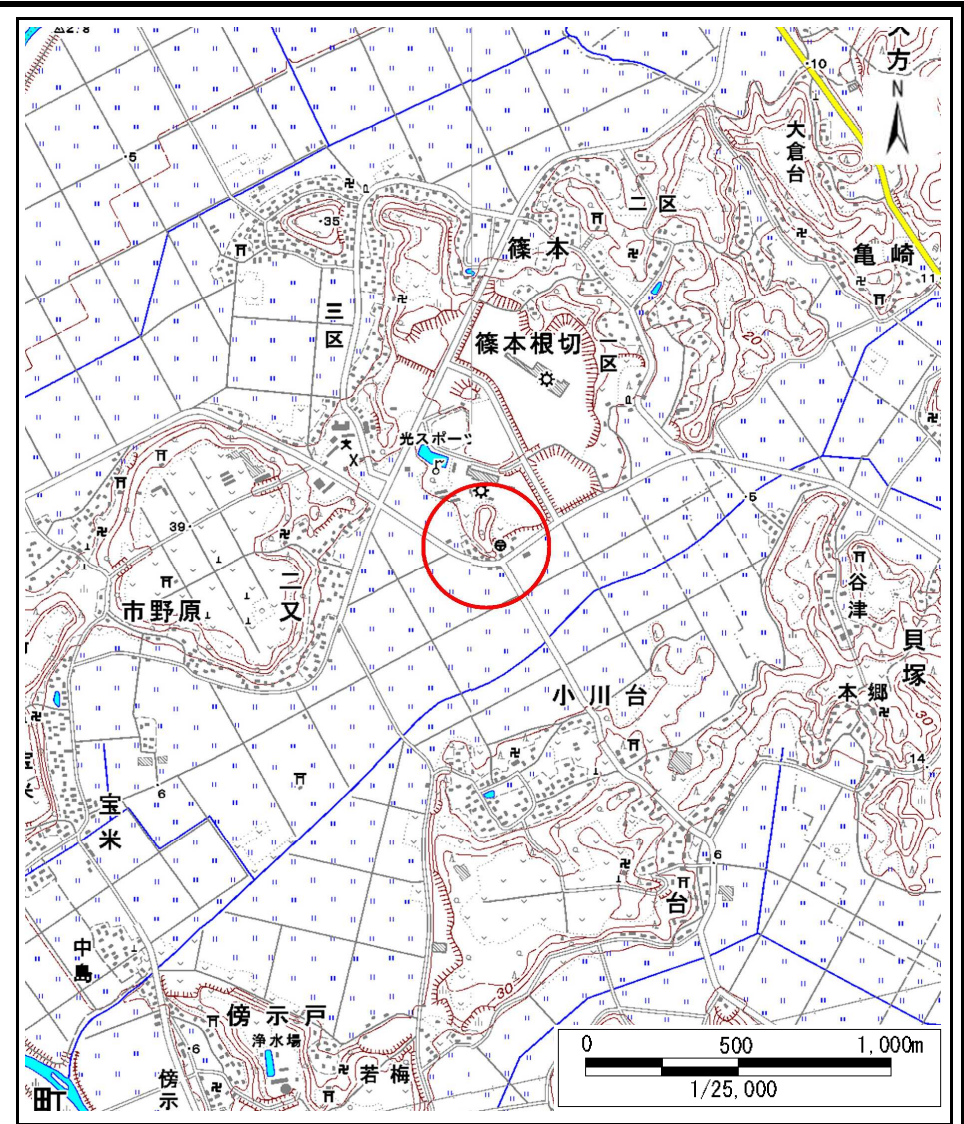 大倉台
10
N
5
35
二区
篠本
亀崎
三区
篠本根切
一区
20
光スポーツ
文
39
5
市野原
二又
谷津
貝塚
小川台
本郷
30
14
宝米
6
6
台
中島
30
傍示戸
浄水場
6
若梅
傍示
町
0 500 1,000m
1/25,000